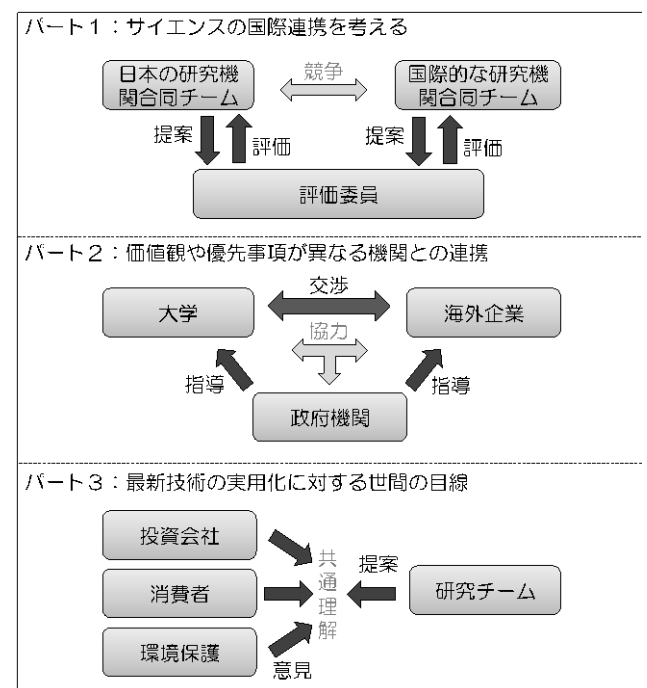 パート１：サイエンスの国際連携を考える
日本の研究機
関合同チーム
競争
国際的な研究機
関合同チーム
提案
評価
提案
評価
評価委員
パート２：価値観や優先事項が異なる機関との連携
大学
交渉
海外企業
協力
指導
指導
政府機関
パート３：最新技術の実用化に対する世間の目線
投資会社
消費者
環境保護
意見
共通理解
提案
研究チーム